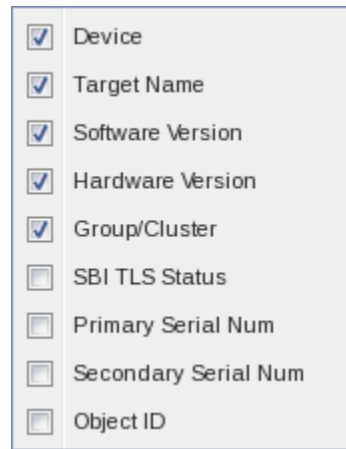 Device
Target Name
Software Version
Hardware Version
Group/Cluster
SBI TLS Status
Primary Serial Num
Secondary Serial Num
Object ID